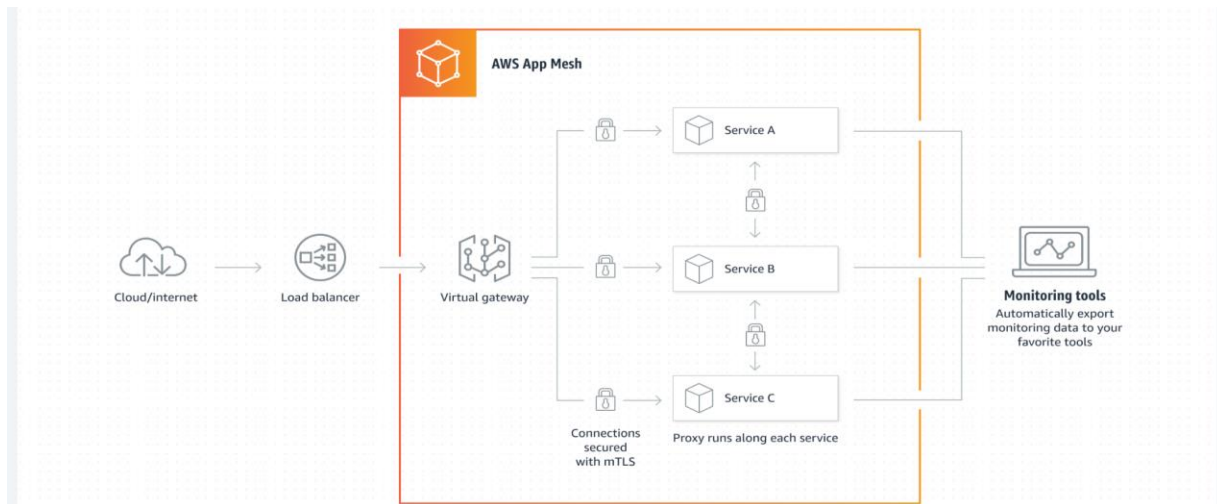 AWS App Mesh
Service A
Cloud/internet
Load balancer
Virtual gateway
Service B
Monitoring tools
Automatically export
monitoring data to your
favorite tools
Service C
Connections
secured
with mTLS
Proxy runs along each service